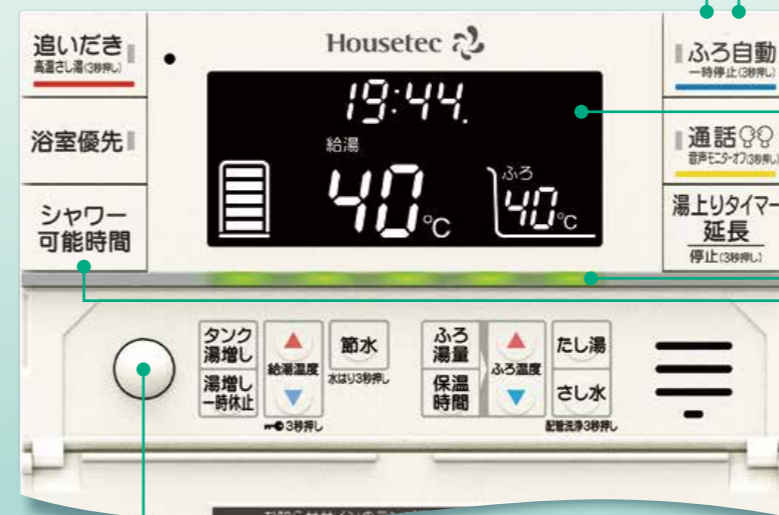 追いだき
高温さし湯(3秒押し)
Housetec
ふろ自動
一時停止(3秒押し)
19:44
浴室優先
給湯
40℃
ふろ
40℃
通話
音声モニターオフ(3秒押し)
シャワー
可能時間
湯上りタイマー
延長
停止(3秒押し)
タンク
湯増し
湯増し
一時休止
給湯温度
3秒押し
節水
水はり3秒押し
ふろ
湯量
保温
時間
ふろ温度
たし湯
さし水
配管洗浄3秒押し